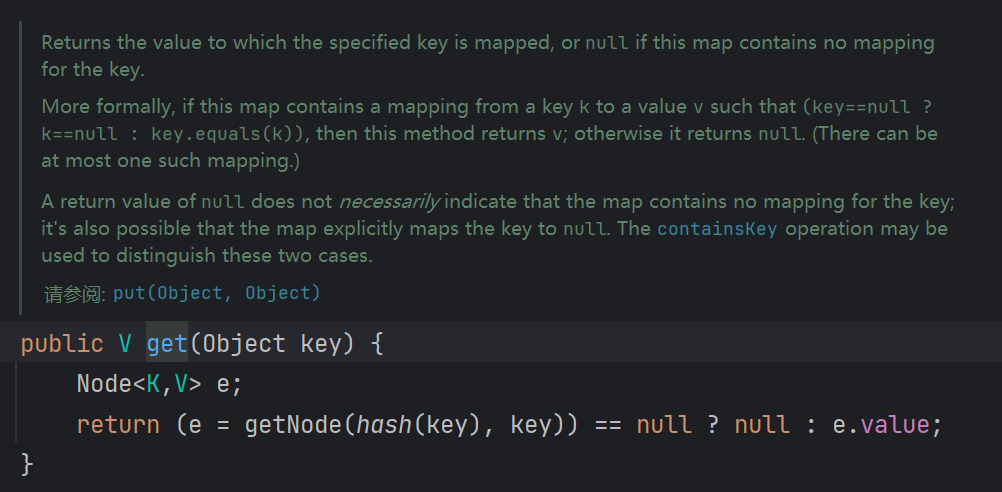 Returns the value to which the specified key is mapped, or null if this map contains no mapping
for the key.
More formally, if this map contains a mapping from a key k to a value v such that (key==null ?
k==null : key.equals(k)), then this method returns v; otherwise it returns null. (There can be
at most one such mapping.)
A return value of null does not necessarily indicate that the map contains no mapping for the key;
it's also possible that the map explicitly maps the key to null. The containsKey operation may be
used to distinguish these two cases.
请参阅: put(Object, Object)
public V get(Object key) {
    Node<K,V> e;
    return (e = getNode(hash(key), key)) == null ? null : e.value;
}